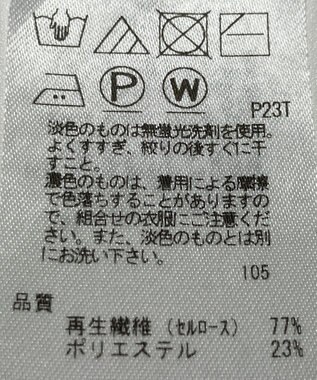 P W
P23T
淡色のものは無蛍光洗剤を使用。
よくすすぎ、絞りの後すぐに干
すこと。
濃色のものは、着用による摩擦
で色落ちすることがありますの
で、組合せの衣服にご注意くだ
さい。また、淡色のものとは別
にお洗い下さい。
105
品質
再生繊維(セルロース) 77%
ポリエステル 23%